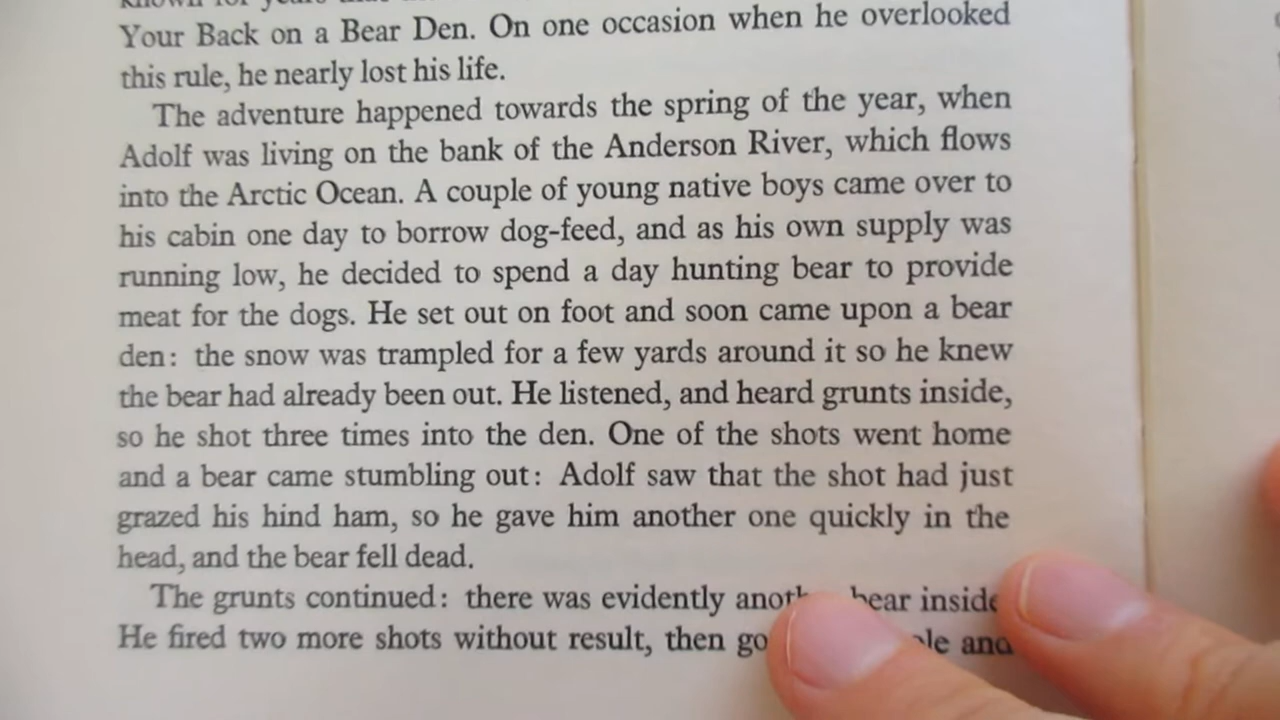 Your Back on a Bear Den. On one occasion when he overlooked
this rule, he nearly lost his life.
The adventure happened towards the spring of the year, when
Adolf was living on the bank of the Anderson River, which flows
into the Arctic Ocean. A couple of young native boys came over to
his cabin one day to borrow dog-feed, and as his own supply was
running low, he decided to spend a day hunting bear to provide
meat for the dogs. He set out on foot and soon came upon a bear
den: the snow was trampled for a few yards around it so he knew
the bear had already been out. He listened, and heard grunts inside,
so he shot three times into the den. One of the shots went home
and a bear came stumbling out: Adolf saw that the shot had just
grazed his hind ham, so he gave him another one quickly in the
head, and the bear fell dead.
The grunts continued: there was evidently bear inside
He fired two more shots without result, then and